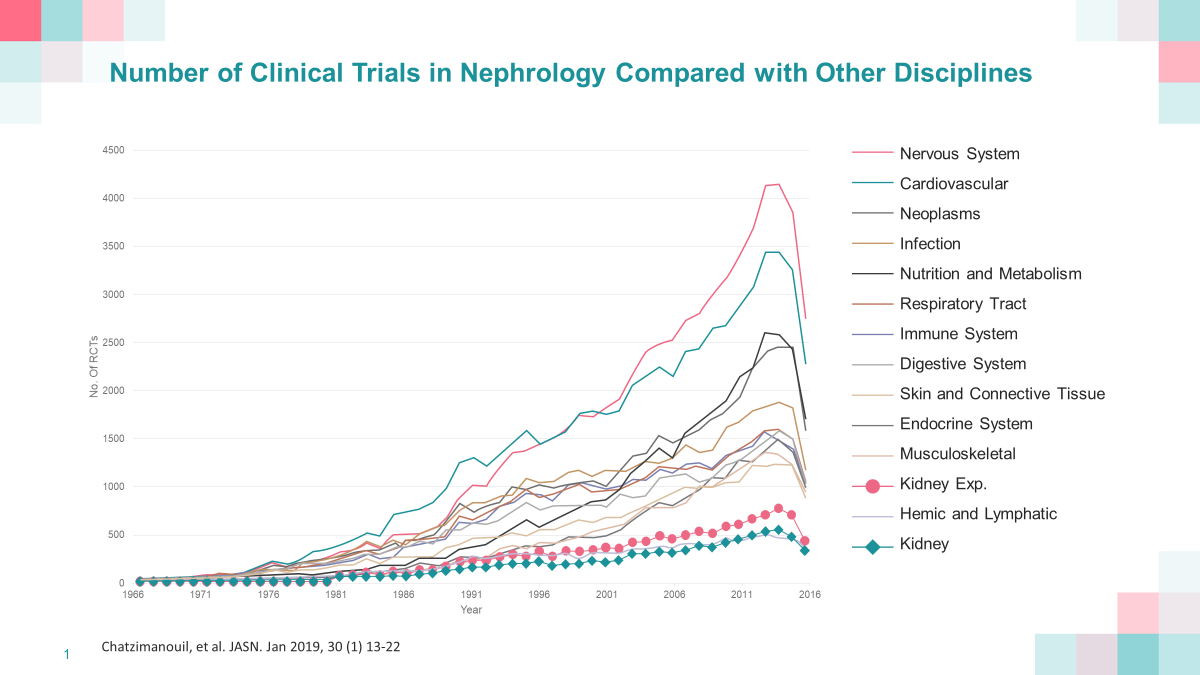 Number of Clinical Trials in Nephrology Compared with Other Disciplines
4500
4000
3500
3000
2500
2000
1500
1000
500
0
No. Of RCTs
1966 1971 1976 1981 1986 1991 1996 2001 2006 2011 2016
Year
Nervous System
Cardiovascular
Neoplasms
Infection
Nutrition and Metabolism
Respiratory Tract
Immune System
Digestive System
Skin and Connective Tissue
Endocrine System
Musculoskeletal
Kidney Exp.
Hemic and Lymphatic
Kidney
1
Chatzimanouil, et al. JASN. Jan 2019, 30 (1) 13-22